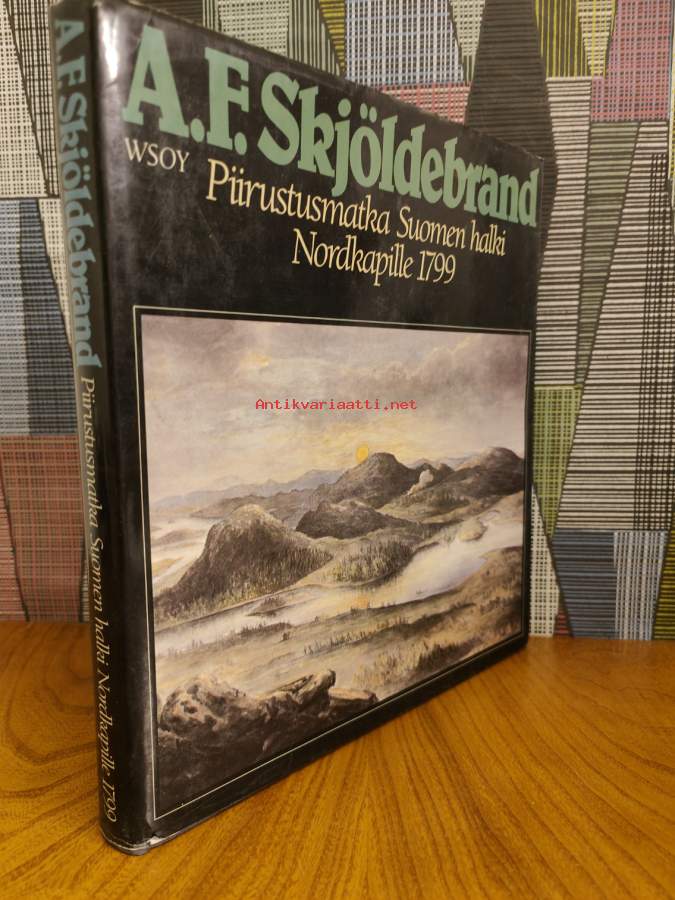 A.F. Skjöldebrand
WSOY
Piirustusmatka Suomen halki
Nordkapille 1799
Antikvariaatti.net
A.F. Skjöldebrand Piirustusmatka Suomen halki Nordkapille 1799